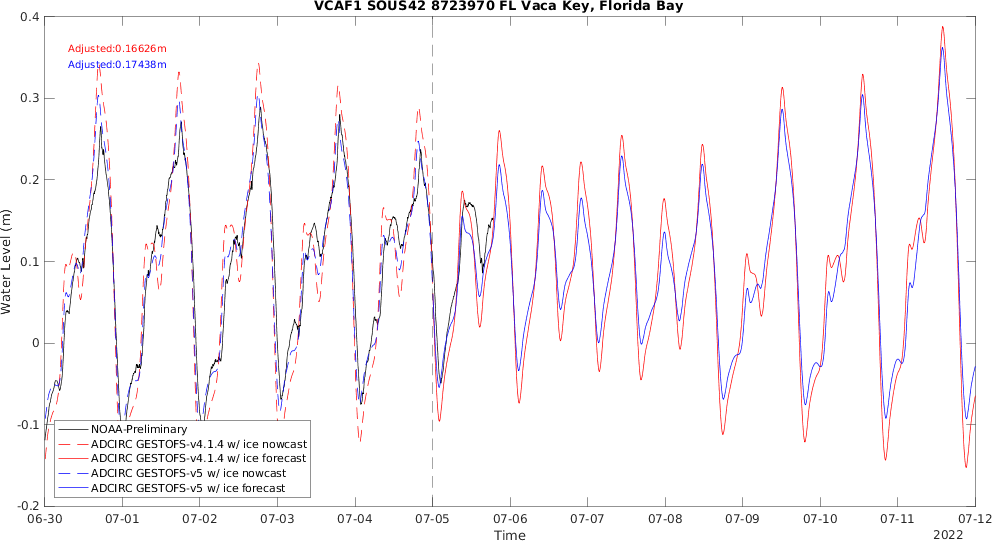 VCAF1 SOUS42 8723970 FL Vaca Key, Florida Bay
Adjusted:0.16626m
Adjusted:0.17438m
Water Level (m)
0.4
0.3
0.2
0.1
0
-0.1
-0.2
NOAA-Preliminary
ADCIRC GESTOFS-v4.1.4 w/ ice nowcast
ADCIRC GESTOFS-v4.1.4 w/ ice forecast
ADCIRC GESTOFS-v5 w/ ice nowcast
ADCIRC GESTOFS-v5 w/ ice forecast
06-30 07-01 07-02 07-03 07-04 07-05 07-06 07-07 07-08 07-09 07-10 07-11 07-12
Time
2022